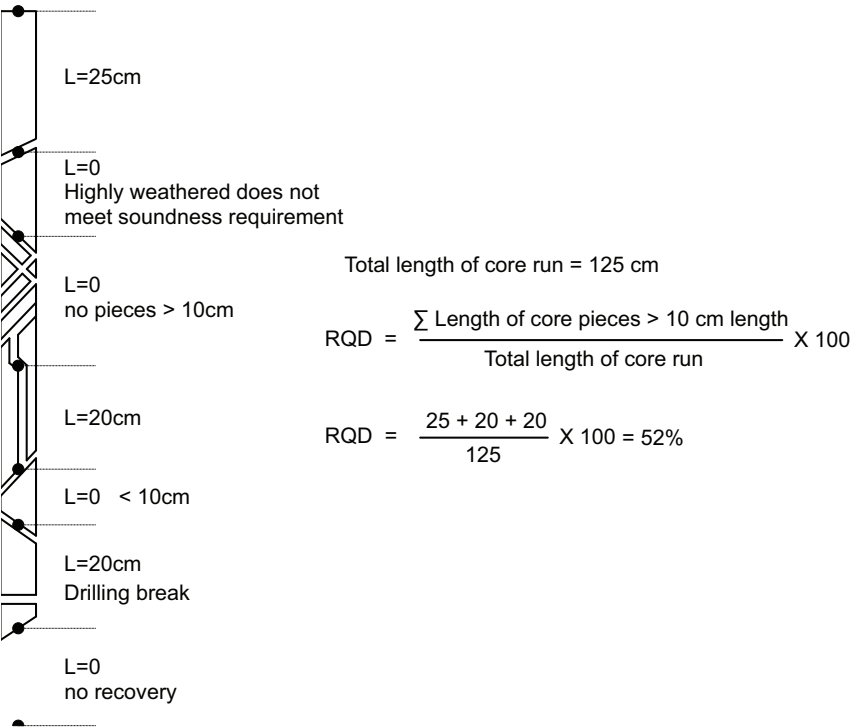 L=25cm
L=0
Highly weathered does not
meet soundness requirement
L=0
no pieces > 10cm
L=20cm
L=0 < 10cm
L=20cm
Drilling break
L=0
no recovery
Total length of core run = 125 cm
RQD = ∑ Length of core pieces > 10 cm length X 100
Total length of core run
RQD = 25 + 20 + 20 X 100 = 52%
125